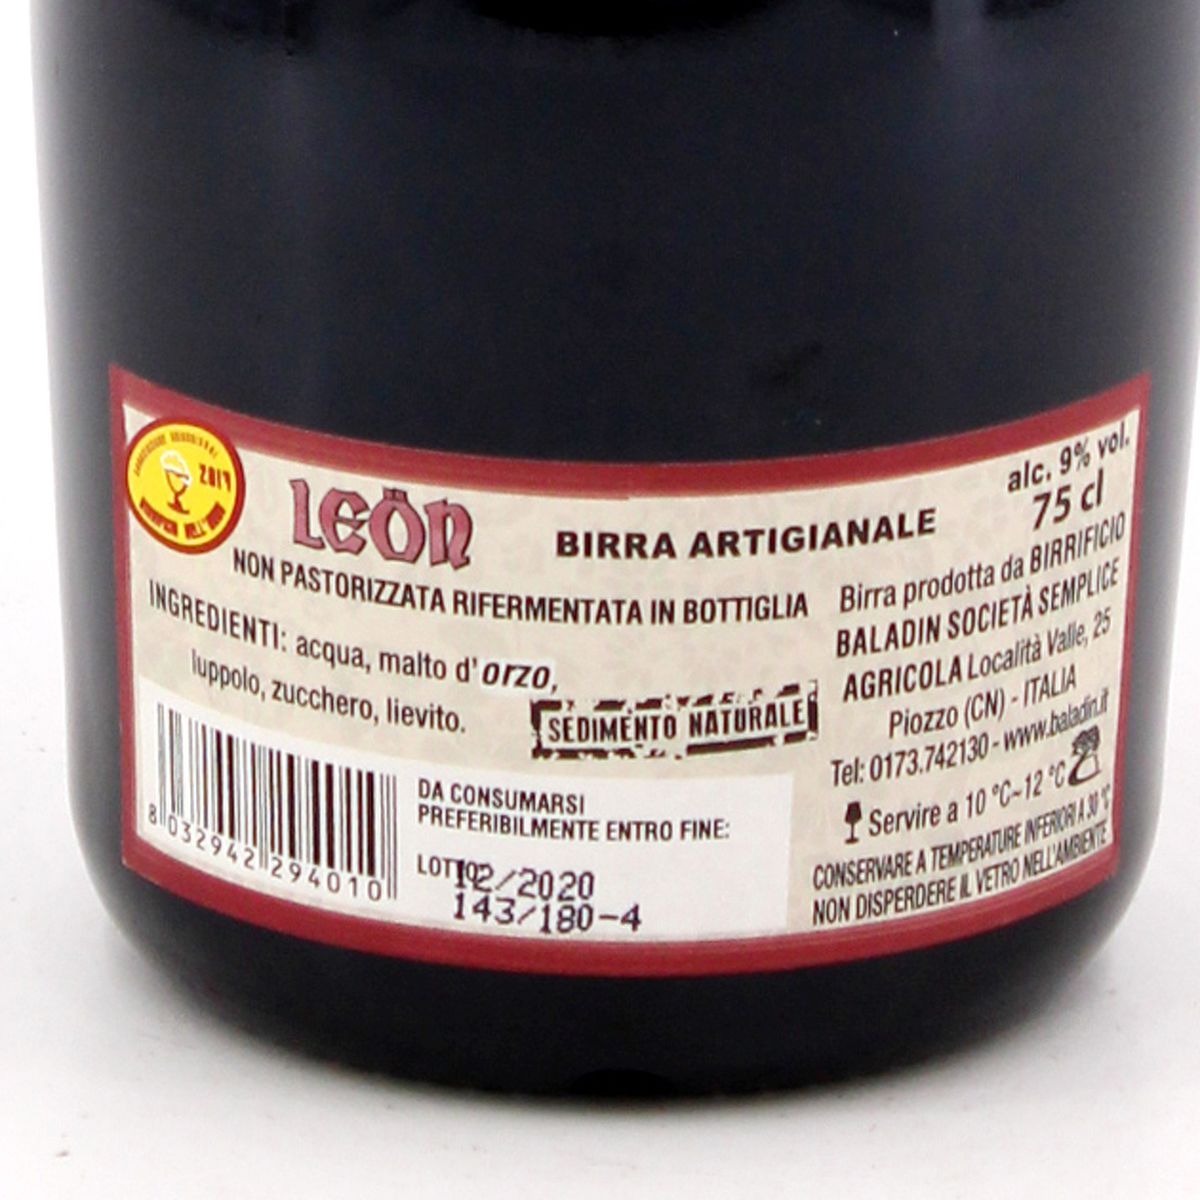 2019
LEÖN
BIRRA ARTIGIANALE
NON PASTORIZZATA RIFERMENTATA IN BOTTIGLIA
INGREDIENTI: acqua, malto d'orzo,
luppolo, zucchero, lievito.
SEDIMENTO NATURALE
8 032942 294010
DA CONSUMARSI
PREFERIBILMENTE ENTRO FINE:
LOTTO
12/2020
143/180-4
alc. 9% vol.
75 cl
Birra prodotta da BIRRIFICIO
BALADIN SOCIETÀ SEMPLICE
AGRICOLA Località Valle, 25
Piozzo (CN) - ITALIA
Tel: 0173.742130 - www.baladin.it
Servire a 10 °C~12 °C
CONSERVARE A TEMPERATURE INFERIORI A 30 °C
NON DISPERDERE IL VETRO NELL'AMBIENTE